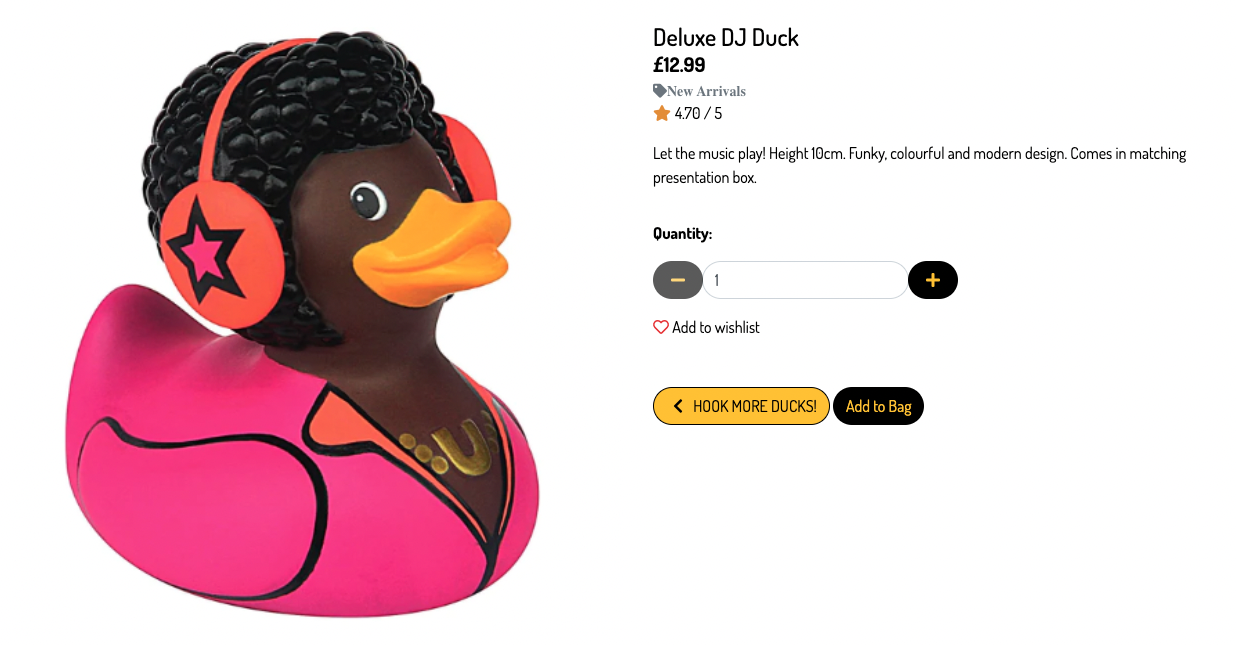 Deluxe DJ Duck
£12.99
New Arrivals
4.70 / 5
Let the music play! Height 10cm. Funky, colourful and modern design. Comes in matching
presentation box.
Quantity:
1
Add to wishlist
HOOK MORE DUCKS!
Add to Bag